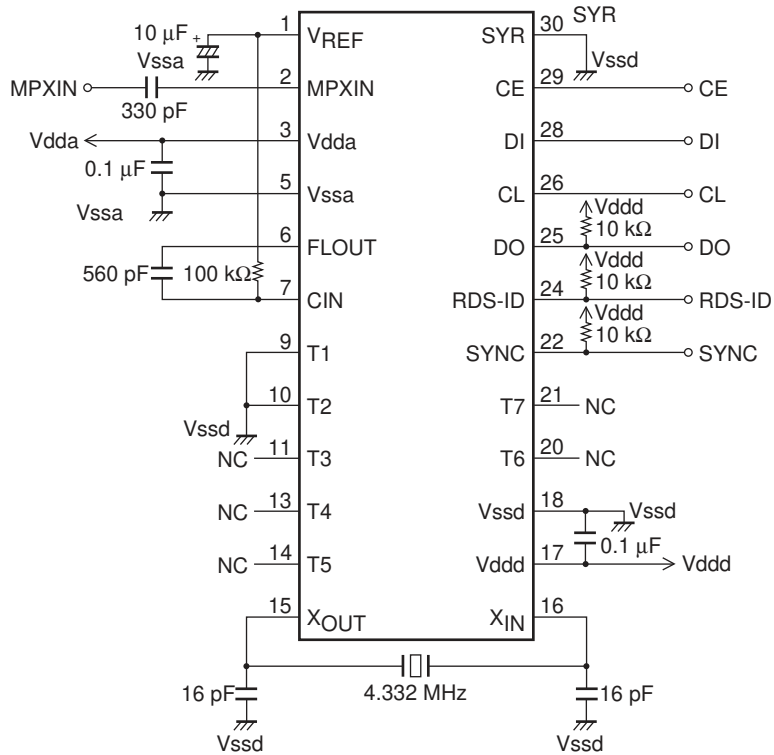 SYR
10 µF +
1
VREF
SYR
30
Vssa
Vssd
MPXIN
330 pF
2
MPXIN
CE
29
CE
Vdda
3
Vdda
DI
28
DI
0.1 µF
5
Vssa
CL
26
CL
Vssa
Vddd
10 kΩ
6
FLOUT
DO
25
DO
560 pF
100 kΩ
Vddd
10 kΩ
7
CIN
RDS-ID
24
RDS-ID
Vddd
10 kΩ
9
T1
SYNC
22
SYNC
10
T2
T7
21
NC
Vssd
NC
11
T3
T6
20
NC
NC
13
T4
Vssd
18
Vssd
0.1 µF
NC
14
T5
Vddd
17
Vddd
15
XOUT
XIN
16
16 pF
4.332 MHz
16 pF
Vssd
Vssd